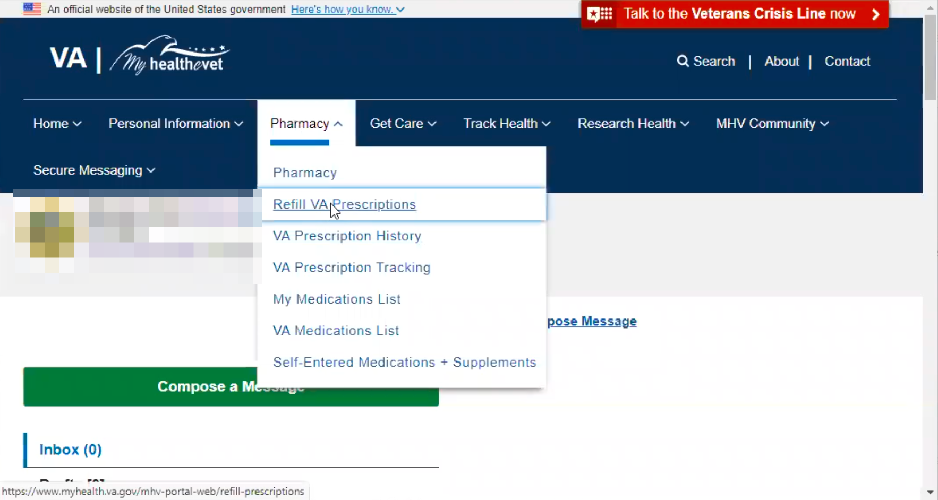 An official website of the United States government Here's how you know.
Talk to the Veterans Crisis Line now
VA | My healthevet
Search | About | Contact
Home Personal Information Pharmacy Get Care Track Health Research Health MHV Community
Secure Messaging
Pharmacy
Refill VA Prescriptions
VA Prescription History
VA Prescription Tracking
My Medications List
pose Message
VA Medications List
Self-Entered Medications + Supplements
Compose a Message
Inbox (0)
https://www.myhealth.va.gov/mhv-portal-web/refill-prescriptions